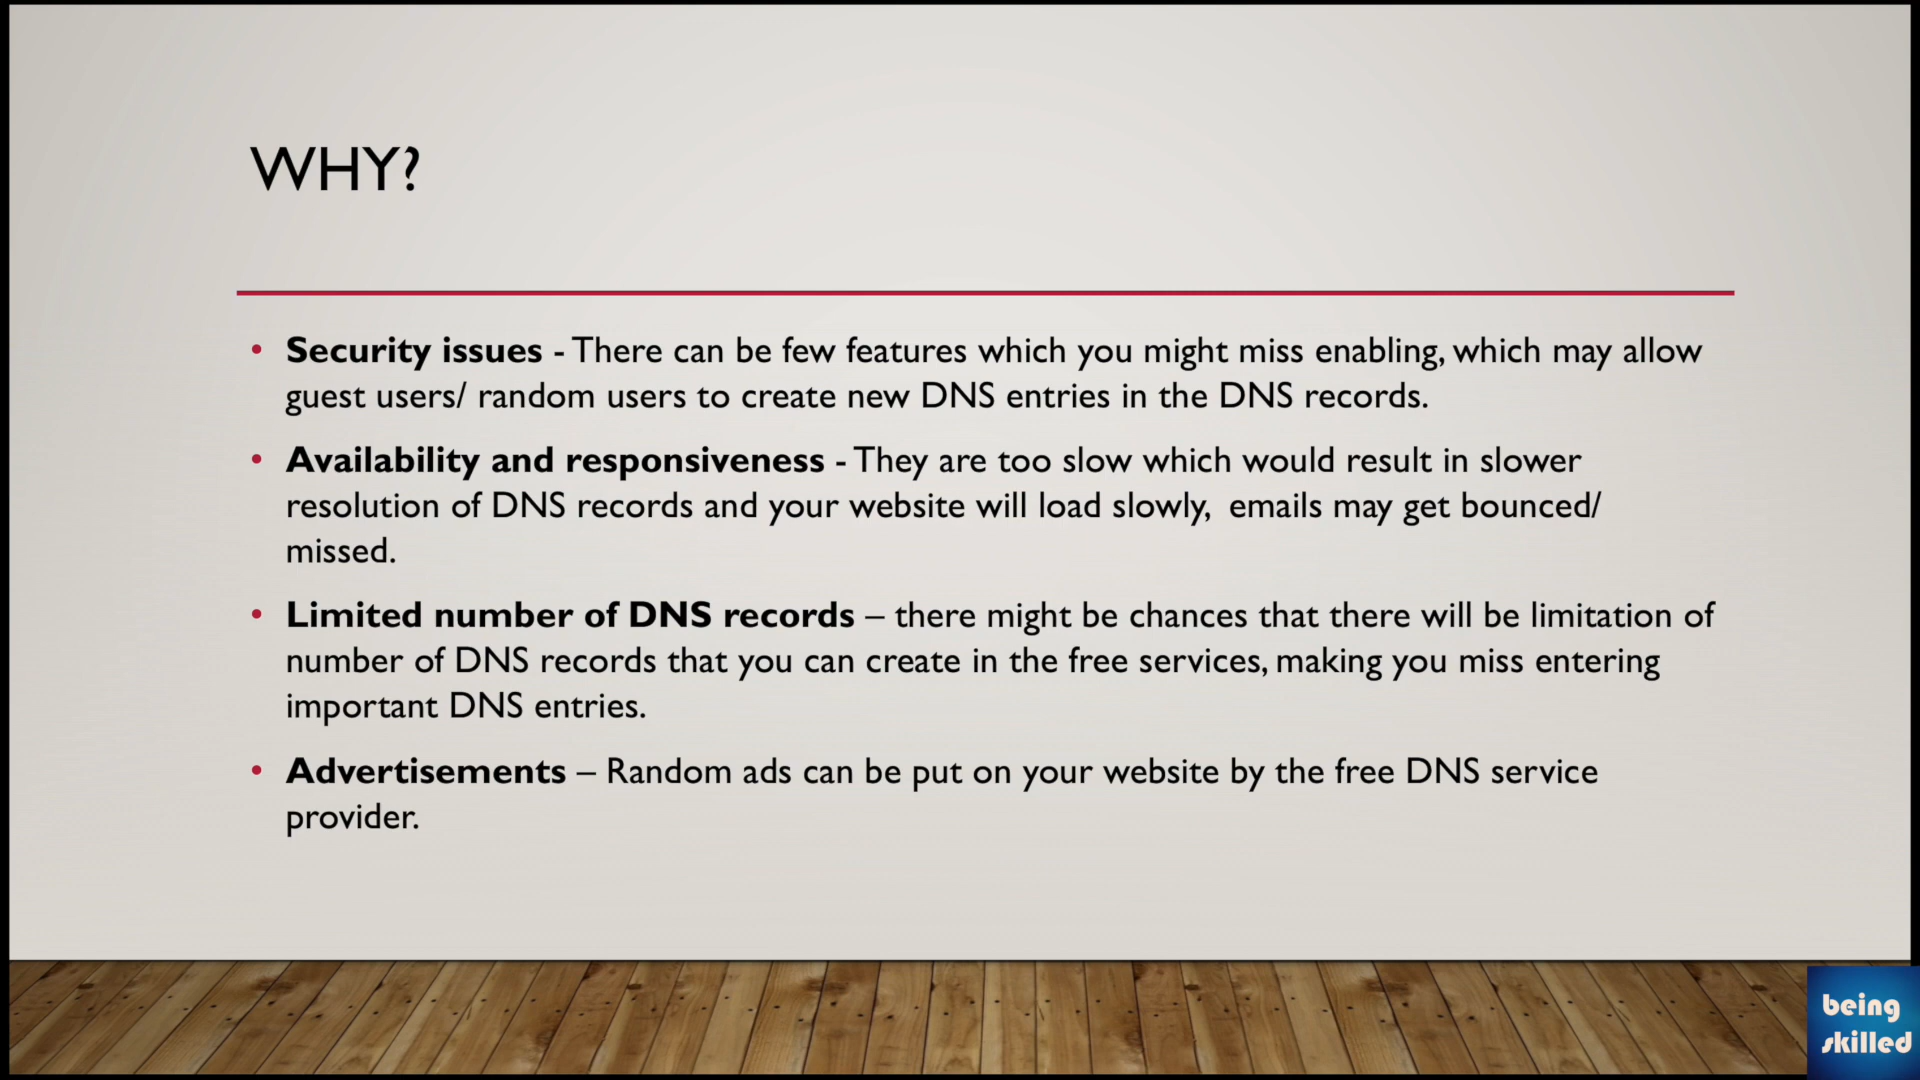 WHY?
• Security issues - There can be few features which you might miss enabling, which may allow
guest users/ random users to create new DNS entries in the DNS records.
• Availability and responsiveness - They are too slow which would result in slower
resolution of DNS records and your website will load slowly,  emails may get bounced/
missed.
• Limited number of DNS records – there might be chances that there will be limitation of
number of DNS records that you can create in the free services, making you miss entering
important DNS entries.
• Advertisements – Random ads can be put on your website by the free DNS service
provider.
being
skilled